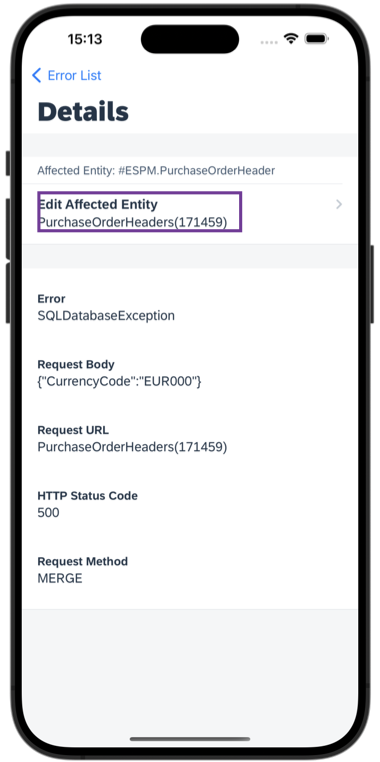 15:13
Error List
Details
Affected Entity: #ESPM.PurchaseOrderHeader
Edit Affected Entity
PurchaseOrderHeaders(171459)
Error
SQLDatabaseException
Request Body
{"CurrencyCode":"EUR000"}
Request URL
PurchaseOrderHeaders(171459)
HTTP Status Code
500
Request Method
MERGE